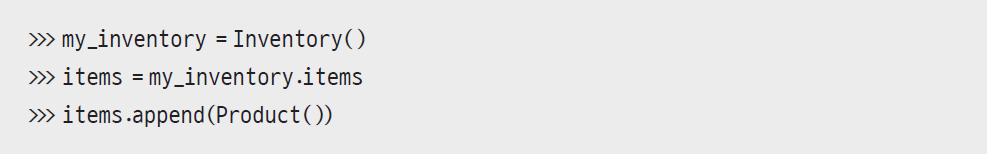 >>> my_inventory = Inventory()
>>> items = my_inventory.items
>>> items.append(Product())